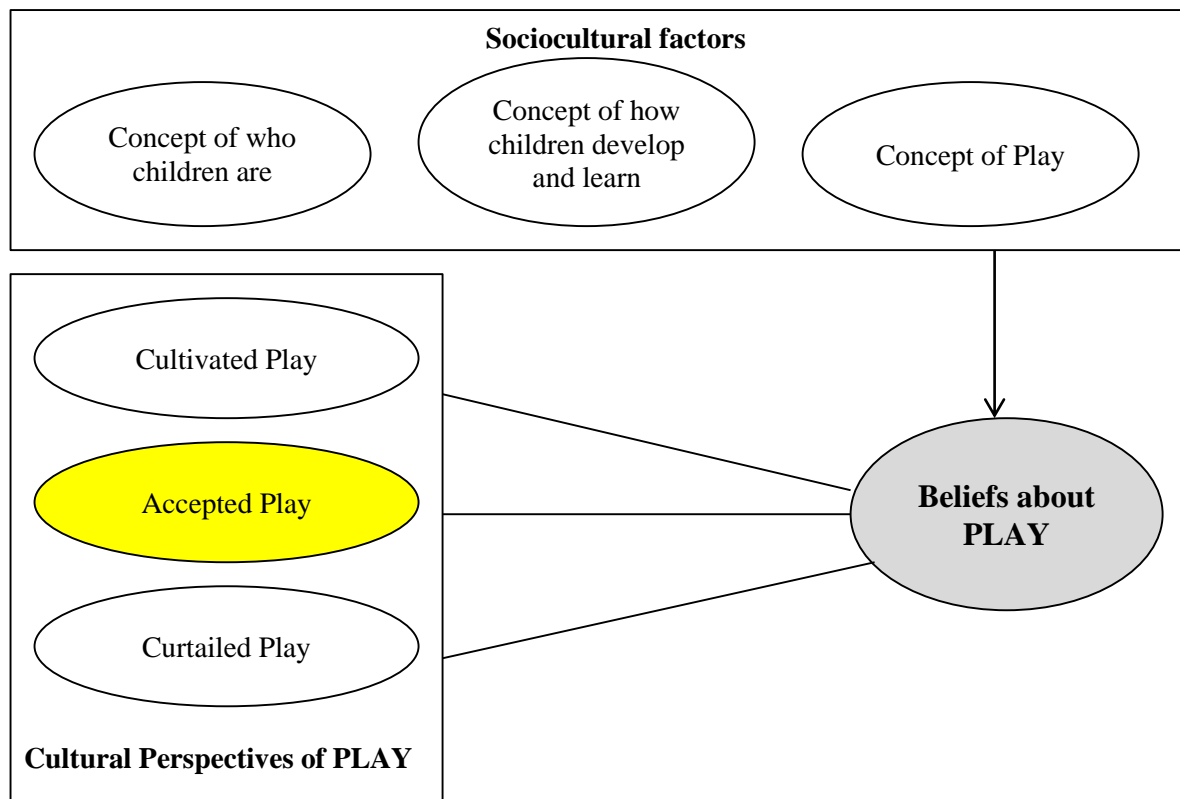 Sociocultural factors
Concept of who
children are
Concept of how
children develop
and learn
Concept of Play
Cultivated Play
Accepted Play
Curtailed Play
Cultural Perspectives of PLAY
Beliefs about
PLAY